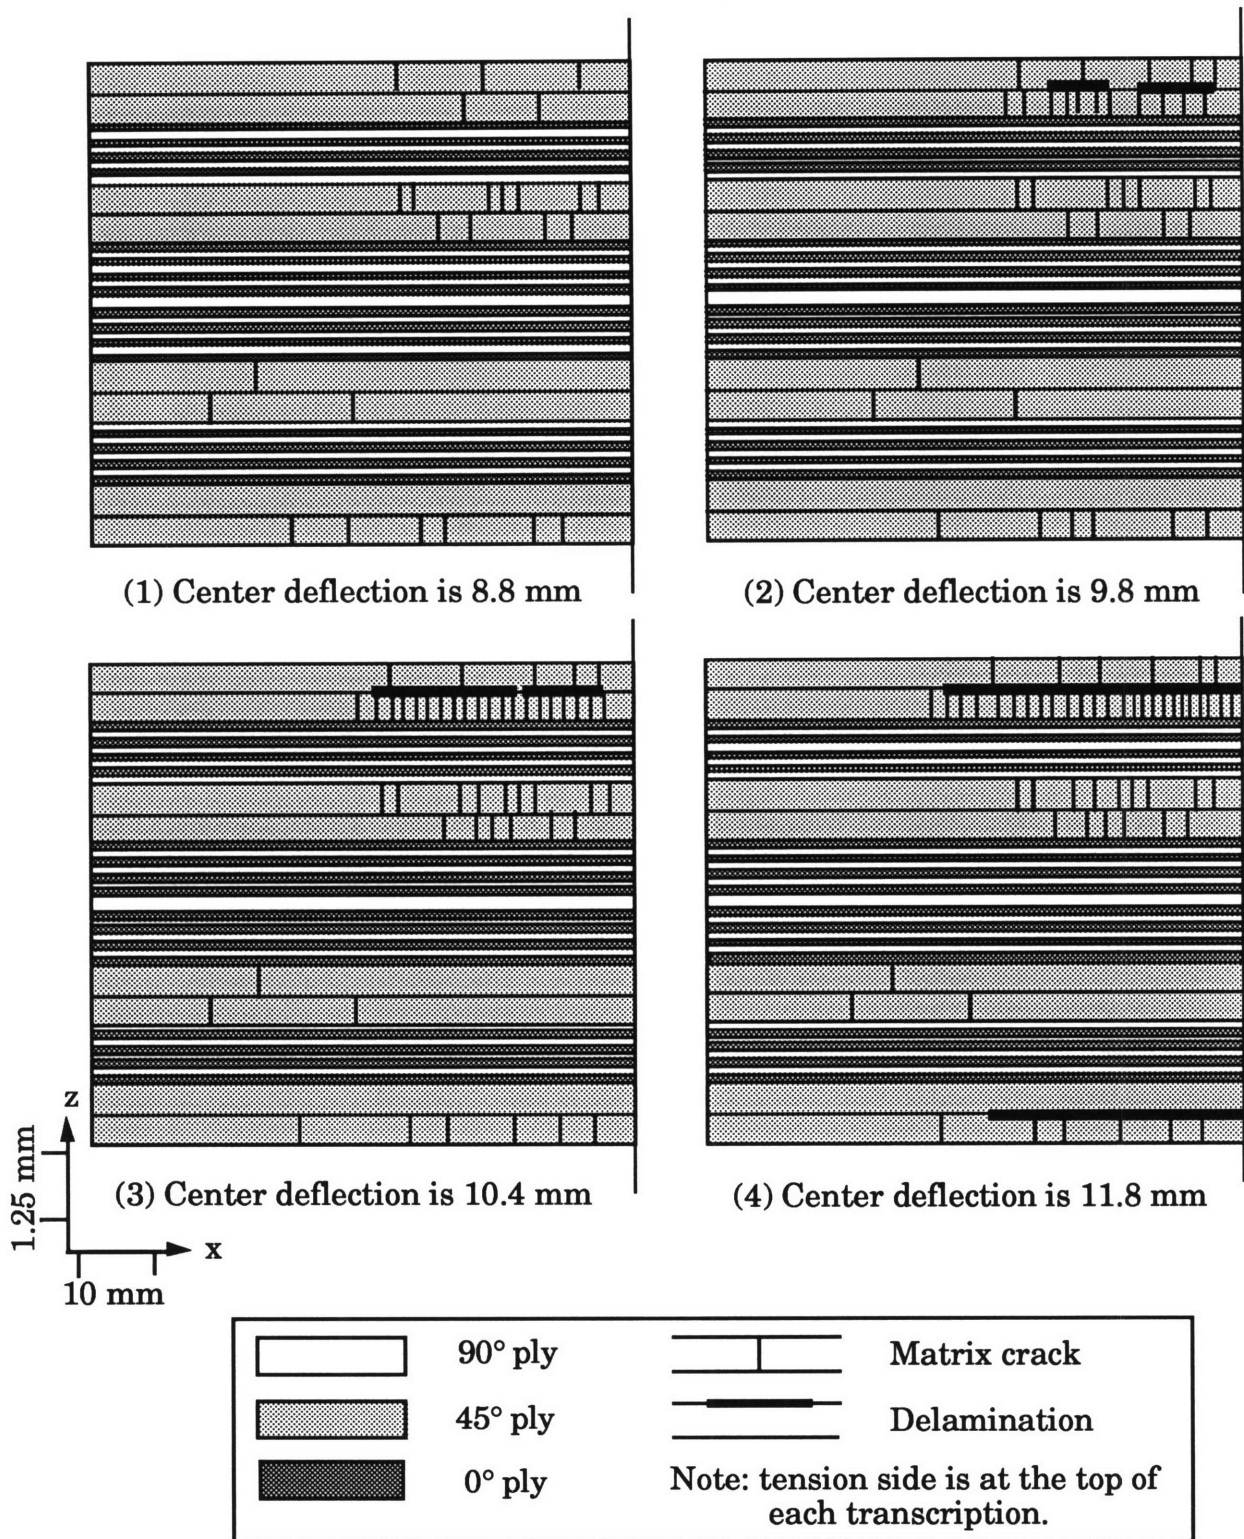 (1) Center deflection is 8.8 mm
(2) Center deflection is 9.8 mm
(3) Center deflection is 10.4 mm
(4) Center deflection is 11.8 mm
z
1.25 mm
x
10 mm
90° ply
Matrix crack
45° ply
Delamination
0° ply
Note: tension side is at the top of
each transcription.